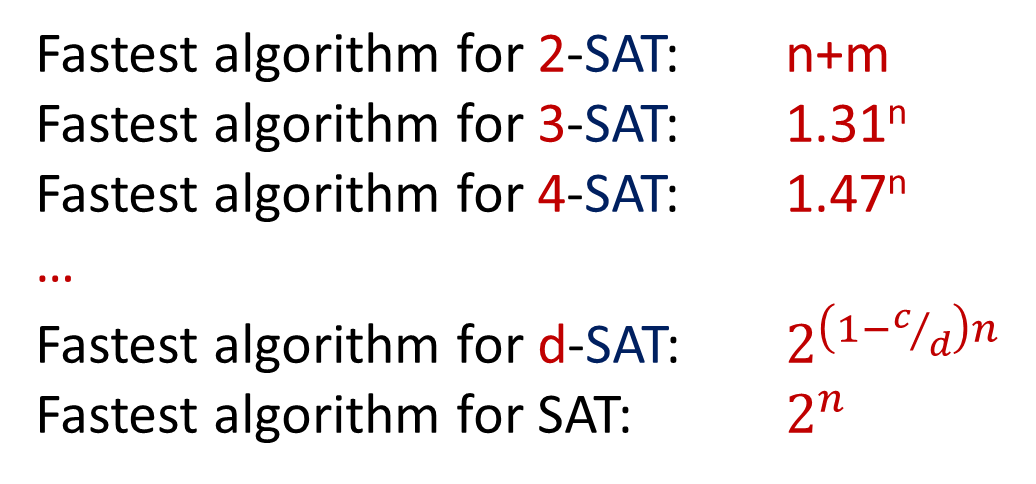 Fastest algorithm for 2-SAT: n+m
Fastest algorithm for 3-SAT: 1.31ⁿ
Fastest algorithm for 4-SAT: 1.47ⁿ
...
Fastest algorithm for d-SAT: 2^(1−c/d)n
Fastest algorithm for SAT: 2ⁿ